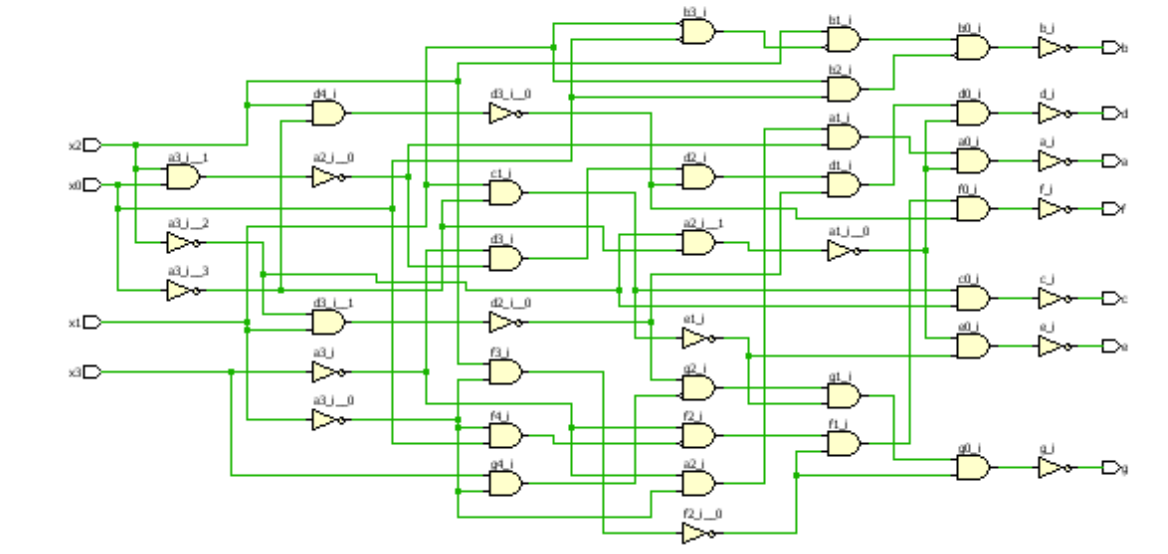 b3_i
b1_i
b0_i
b_i
b
b2_i
d4_i
d3_i__0
d0_i
d_i
d
a1_i
x2
a3_i__1
a2_i__0
d2_i
d1_i
a0_i
a_i
a
x0
c1_i
f0_i
f_i
f
a3_i__2
d3_i
a2_i__1
a1_i__0
a3_i__3
c0_i
c_i
c
d3_i__1
d2_i__0
x1
e1_i
e0_i
e_i
e
a3_i
f3_i
x3
g2_i
g1_i
a3_i__0
f4_i
f2_i
f1_i
g4_i
a2_i
g0_i
g_i
g
f2_i__0